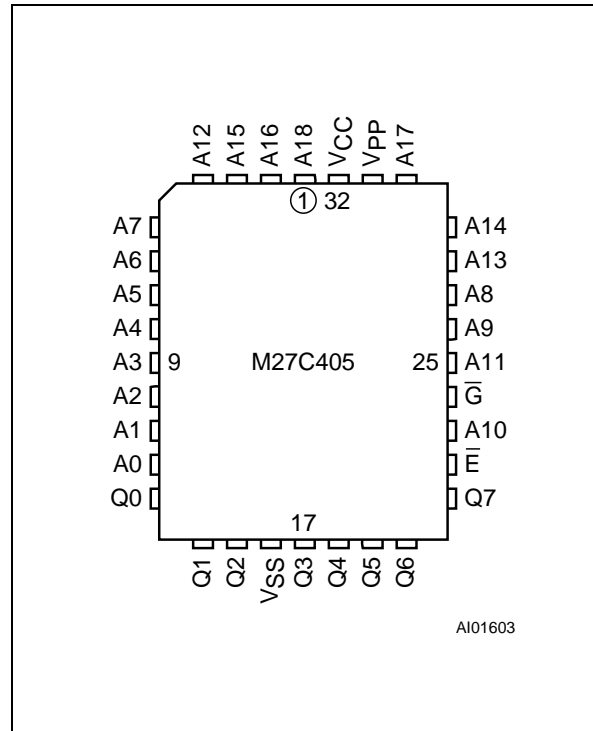 A12 A15 A16 A18 VCC VPP A17
1 32
A7 A14
A6 A13
A5 A8
A4 A9
A3 9 M27C405 25 A11
A2 G̅
A1 A10
A0 E̅
Q0 Q7
17
Q1 Q2 VSS Q3 Q4 Q5 Q6
AI01603